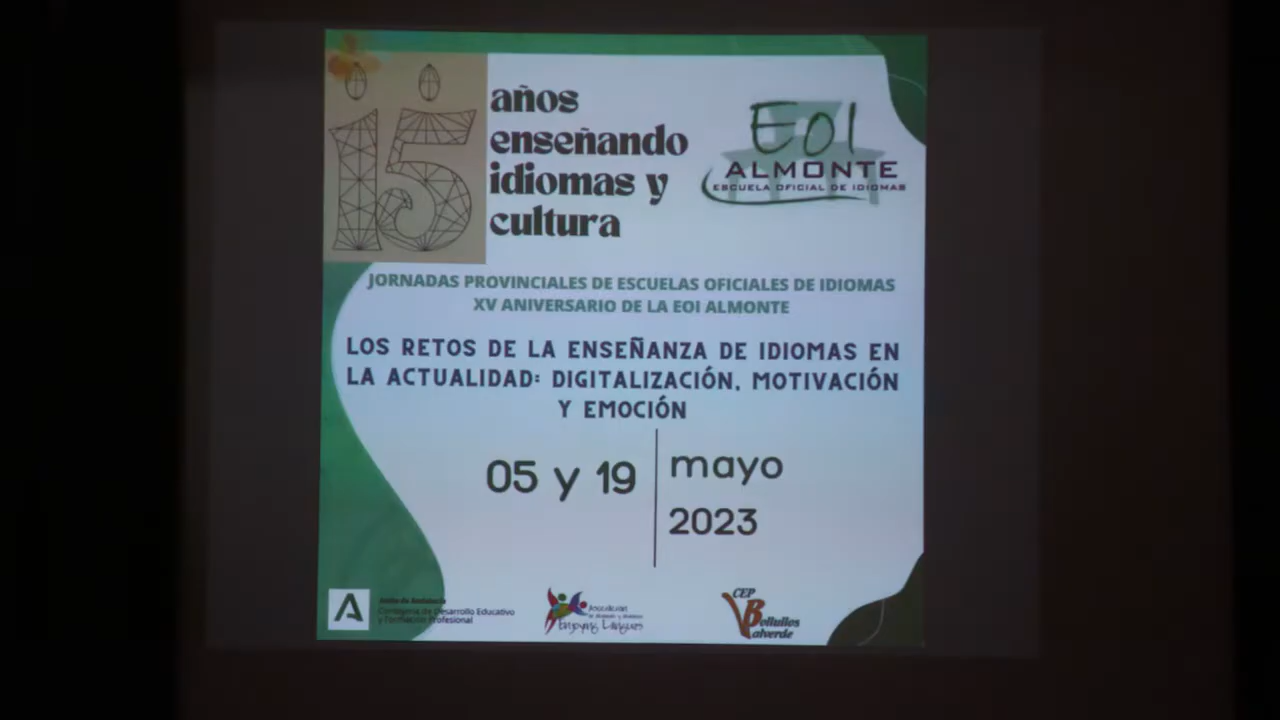 15
años
enseñando
idiomas y
cultura
EOI
ALMONTE
ESCUELA OFICIAL DE IDIOMAS
JORNADAS PROVINCIALES DE ESCUELAS OFICIALES DE IDIOMAS
XV ANIVERSARIO DE LA EOI ALMONTE
LOS RETOS DE LA ENSEÑANZA DE IDIOMAS EN
LA ACTUALIDAD: DIGITALIZACIÓN, MOTIVACIÓN
Y EMOCIÓN
05 y 19
mayo
2023
Junta de Andalucía
Consejería de Desarrollo Educativo
y Formación Profesional
Enjoying Langues
CEP
Bollullos
Valverde